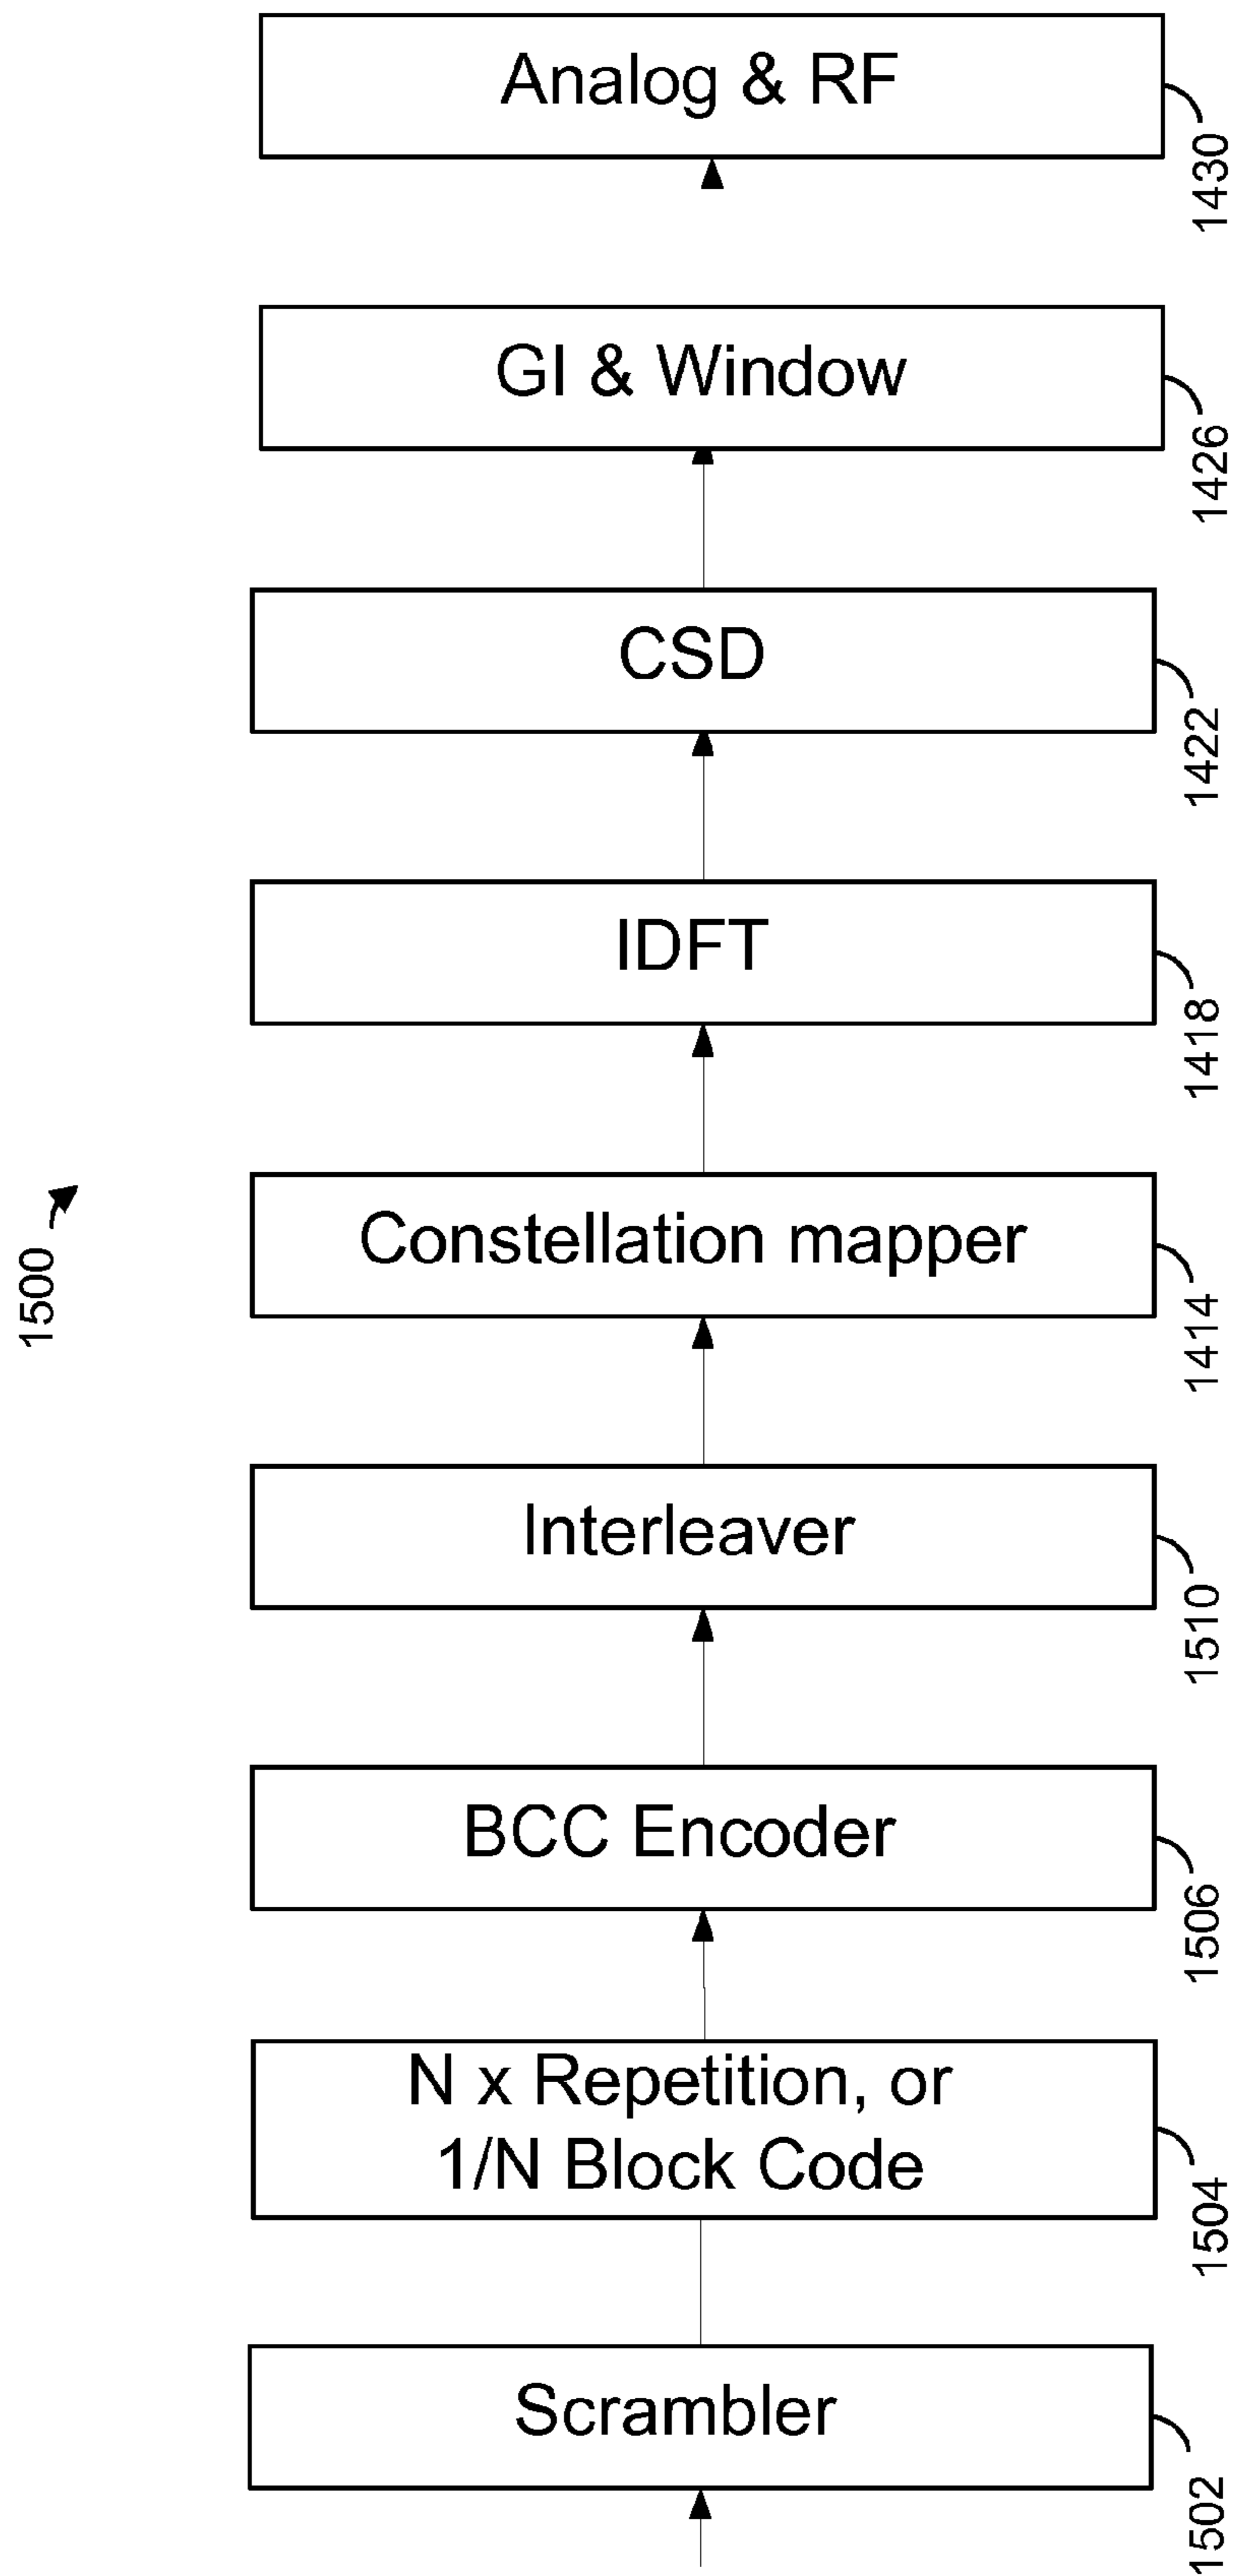 Analog & RF
1430
GI & Window
1426
CSD
1422
IDFT
1418
1500
Constellation mapper
1414
Interleaver
1510
BCC Encoder
1506
N x Repetition, or
1/N Block Code
1504
Scrambler
1502